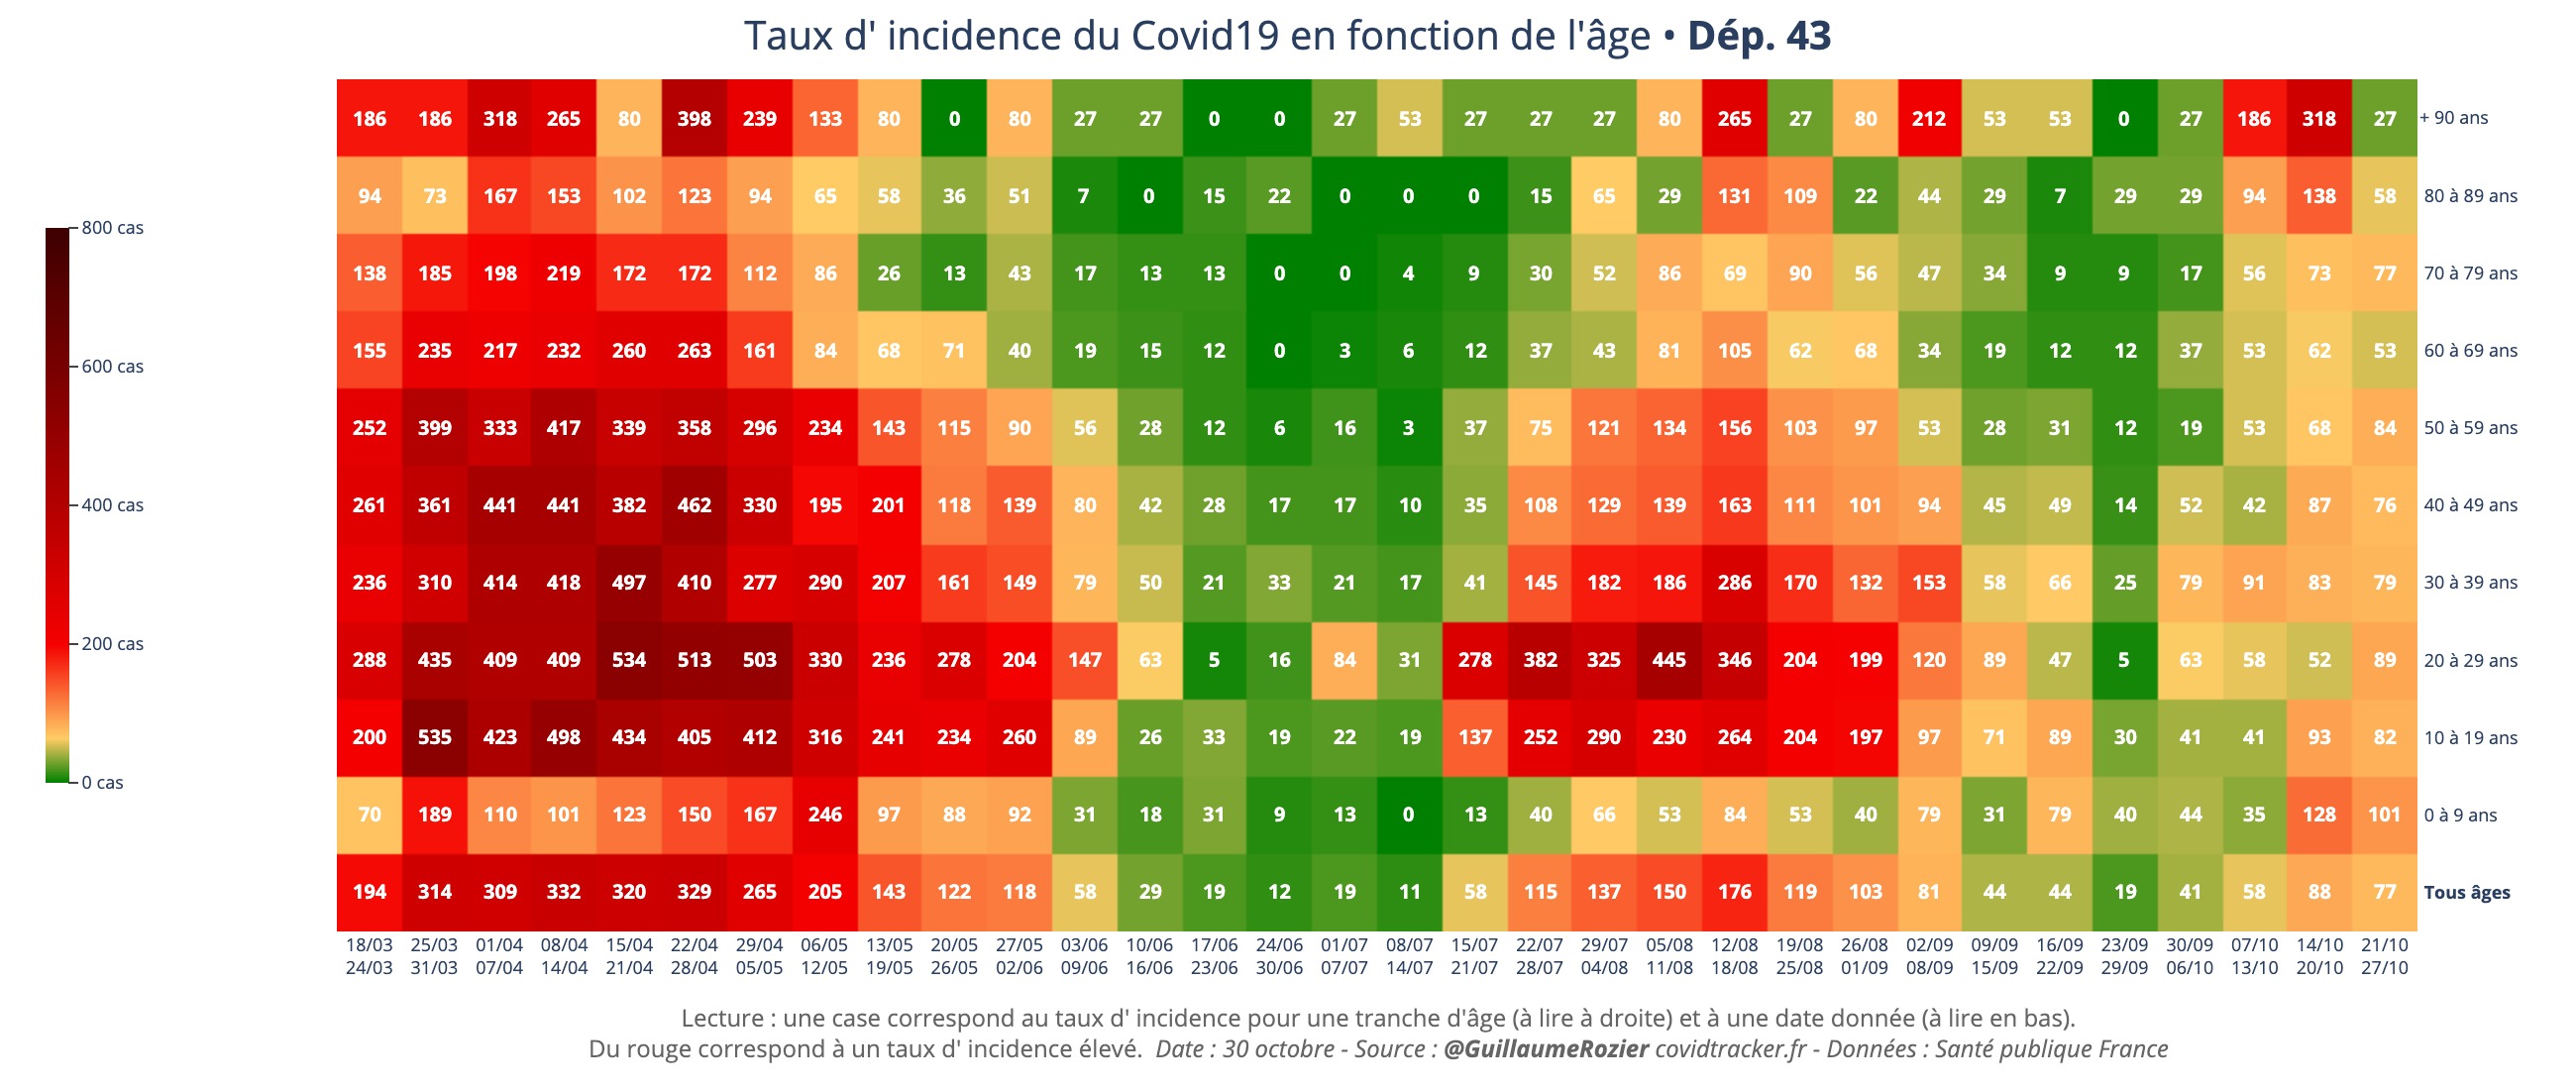 Taux d' incidence du Covid19 en fonction de l'âge • Dép. 43
800 cas
600 cas
400 cas
200 cas
0 cas
186 186 318 265 80 398 239 133 80 0 80 27 27 0 0 27 53 27 27 27 80 265 27 80 212 53 53 0 27 186 318 27 + 90 ans
94 73 167 153 102 123 94 65 58 36 51 7 0 15 22 0 0 0 15 65 29 131 109 22 44 29 7 29 29 94 138 58 80 à 89 ans
138 185 198 219 172 172 112 86 26 13 43 17 13 13 0 0 4 9 30 52 86 69 90 56 47 34 9 9 17 56 73 77 70 à 79 ans
155 235 217 232 260 263 161 84 68 71 40 19 15 12 0 3 6 12 37 43 81 105 62 68 34 19 12 12 37 53 62 53 60 à 69 ans
252 399 333 417 339 358 296 234 143 115 90 56 28 12 6 16 3 37 75 121 134 156 103 97 53 28 31 12 19 53 68 84 50 à 59 ans
261 361 441 441 382 462 330 195 201 118 139 80 42 28 17 17 10 35 108 129 139 163 111 101 94 45 49 14 52 42 87 76 40 à 49 ans
236 310 414 418 497 410 277 290 207 161 149 79 50 21 33 21 17 41 145 182 186 286 170 132 153 58 66 25 79 91 83 79 30 à 39 ans
288 435 409 409 534 513 503 330 236 278 204 147 63 5 16 84 31 278 382 325 445 346 204 199 120 89 47 5 63 58 52 89 20 à 29 ans
200 535 423 498 434 405 412 316 241 234 260 89 26 33 19 22 19 137 252 290 230 264 204 197 97 71 89 30 41 41 93 82 10 à 19 ans
70 189 110 101 123 150 167 246 97 88 92 31 18 31 9 13 0 13 40 66 53 84 53 40 79 31 79 40 44 35 128 101 0 à 9 ans
194 314 309 332 320 329 265 205 143 122 118 58 29 19 12 19 11 58 115 137 150 176 119 103 81 44 44 19 41 58 88 77 Tous âges
18/03 25/03 01/04 08/04 15/04 22/04 29/04 06/05 13/05 20/05 27/05 03/06 10/06 17/06 24/06 01/07 08/07 15/07 22/07 29/07 05/08 12/08 19/08 26/08 02/09 09/09 16/09 23/09 30/09 07/10 14/10 21/10
24/03 31/03 07/04 14/04 21/04 28/04 05/05 12/05 19/05 26/05 02/06 09/06 16/06 23/06 30/06 07/07 14/07 21/07 28/07 04/08 11/08 18/08 25/08 01/09 08/09 15/09 22/09 29/09 06/10 13/10 20/10 27/10
Lecture : une case correspond au taux d' incidence pour une tranche d'âge (à lire à droite) et à une date donnée (à lire en bas).
Du rouge correspond à un taux d' incidence élevé. Date : 30 octobre - Source : @GuillaumeRozier covidtracker.fr - Données : Santé publique France